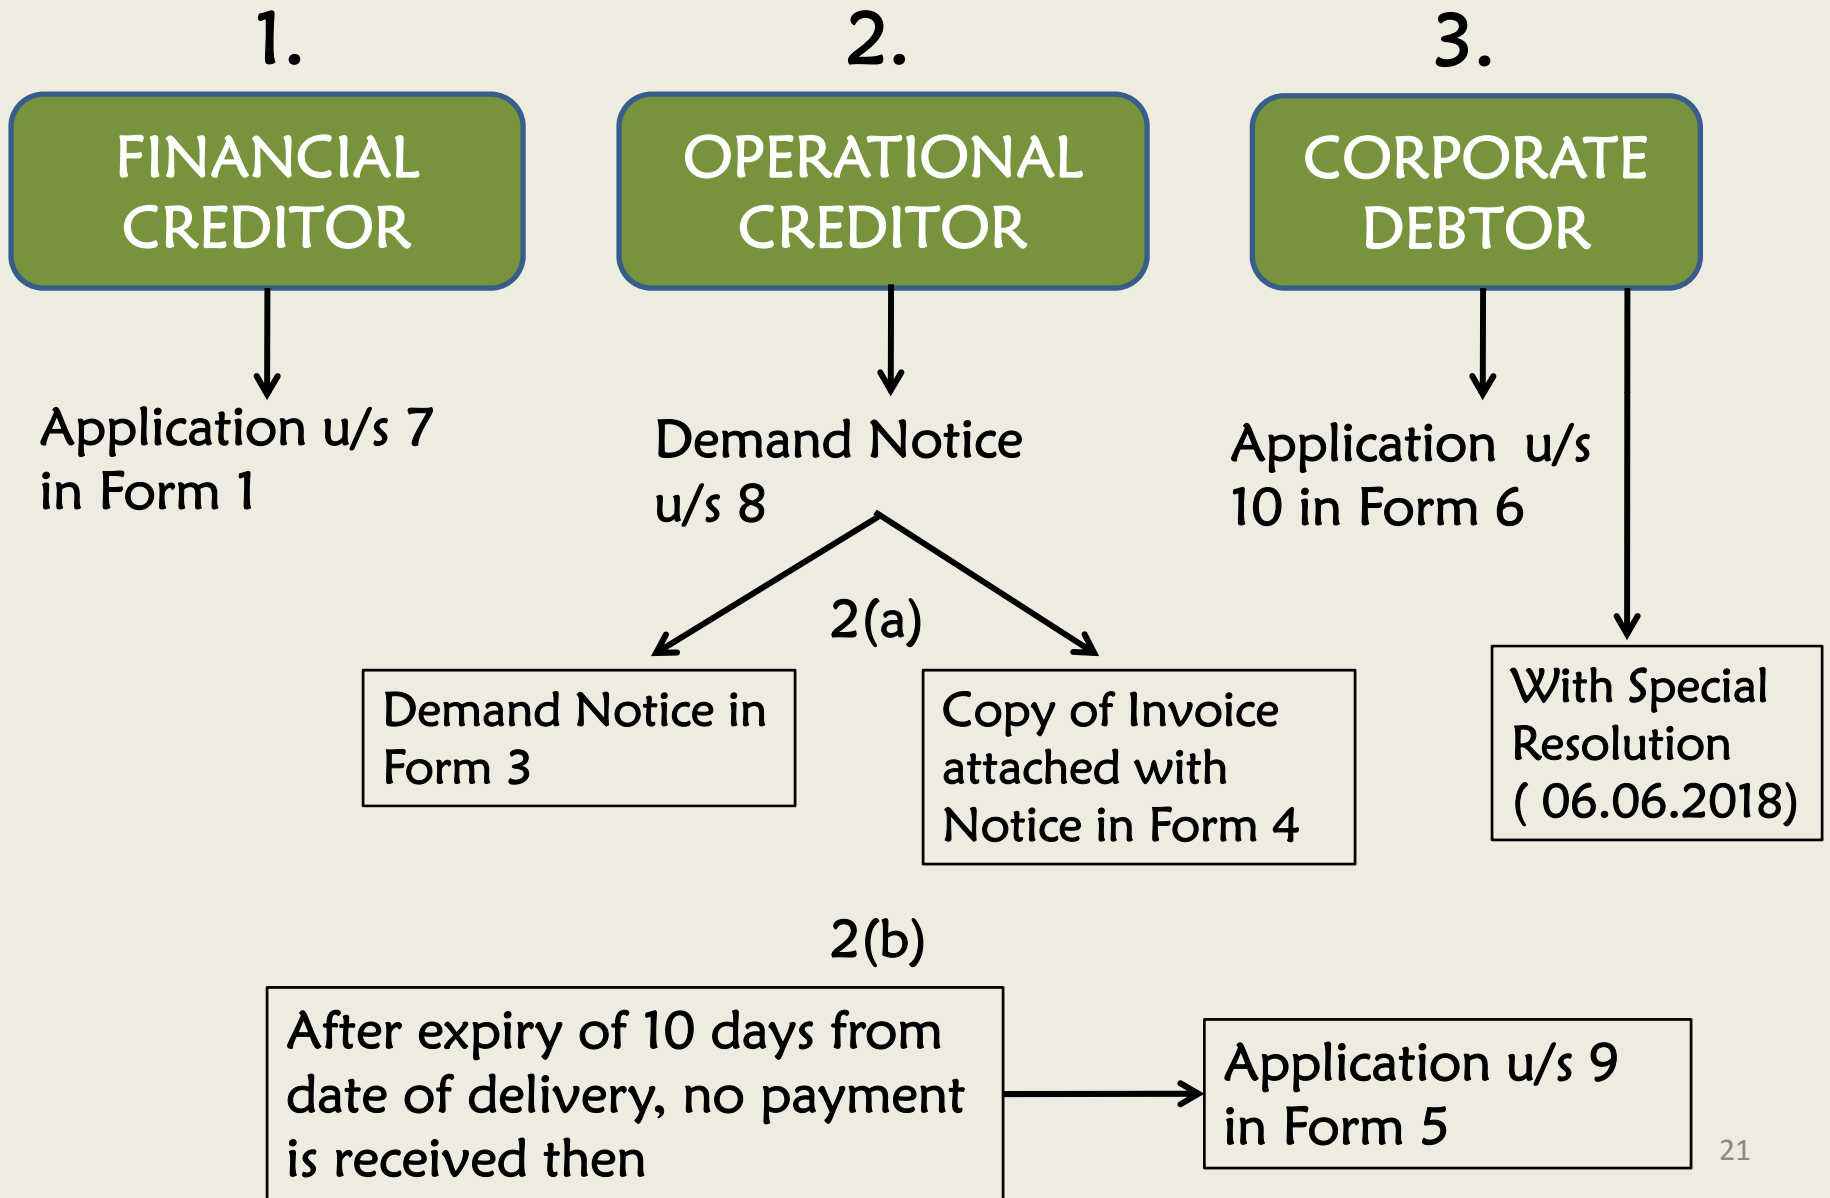 1.
FINANCIAL
CREDITOR
Application u/s 7
in Form 1
2.
OPERATIONAL
CREDITOR
Demand Notice
u/s 8
2(a)
Demand Notice in
Form 3
Copy of Invoice
attached with
Notice in Form 4
3.
CORPORATE
DEBTOR
Application u/s
10 in Form 6
With Special
Resolution
( 06.06.2018)
2(b)
After expiry of 10 days from
date of delivery, no payment
is received then
Application u/s 9
in Form 5
21